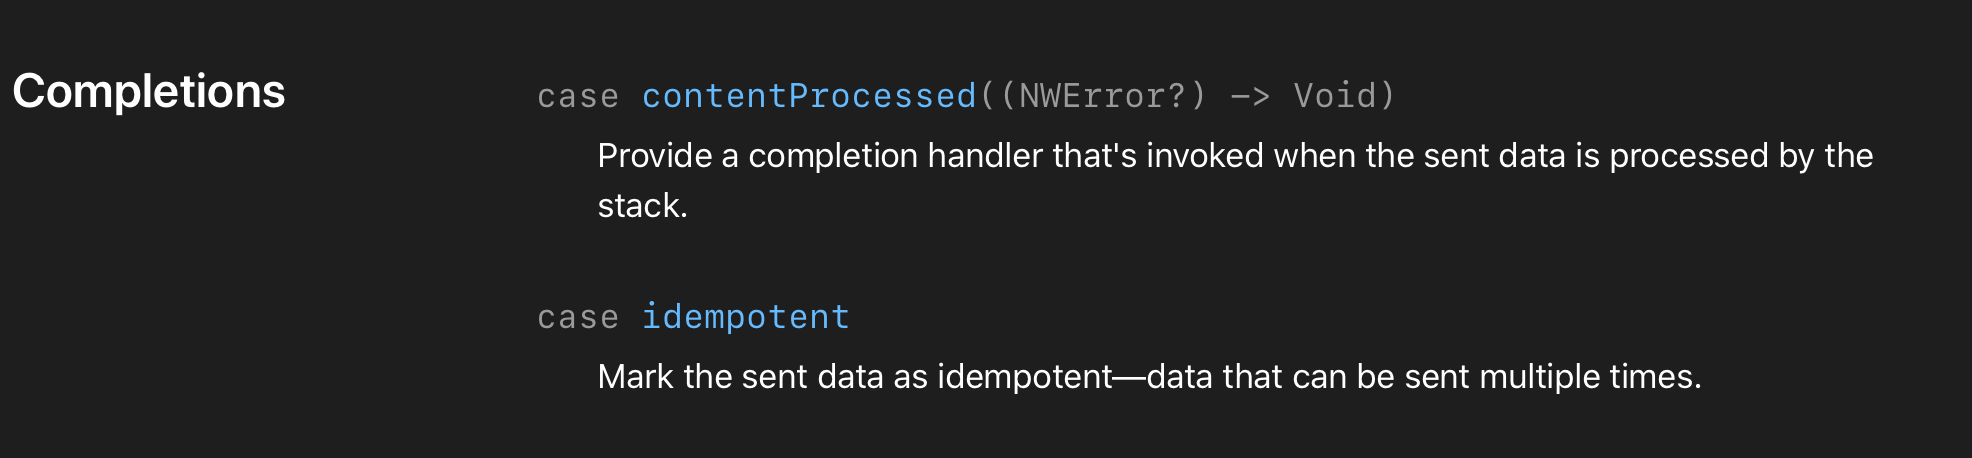 Completions
case contentProcessed((NWError?) -> Void)
Provide a completion handler that's invoked when the sent data is processed by the
stack.
case idempotent
Mark the sent data as idempotent—data that can be sent multiple times.